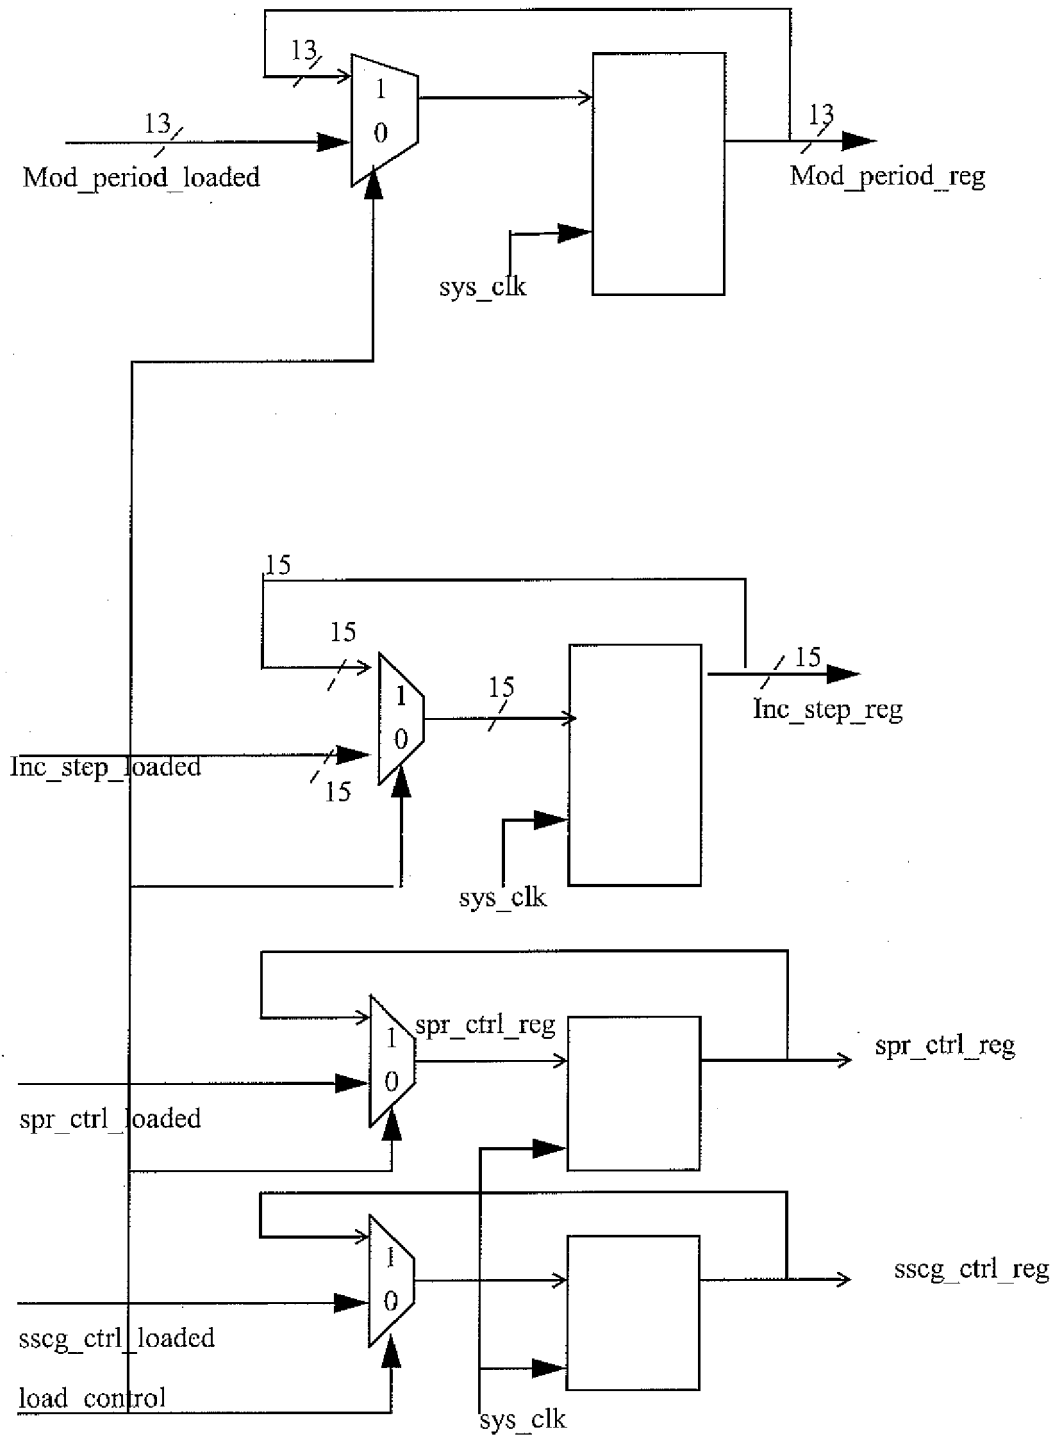 13
1
13
0
13
Mod_period_loaded
Mod_period_reg
sys_clk
15
15
1
15
15
0
Inc_step_reg
Inc_step_loaded
15
sys_clk
spr_ctrl_reg
1
spr_ctrl_reg
0
spr_ctrl_loaded
1
sscg_ctrl_reg
0
sscg_ctrl_loaded
load_control
sys_clk